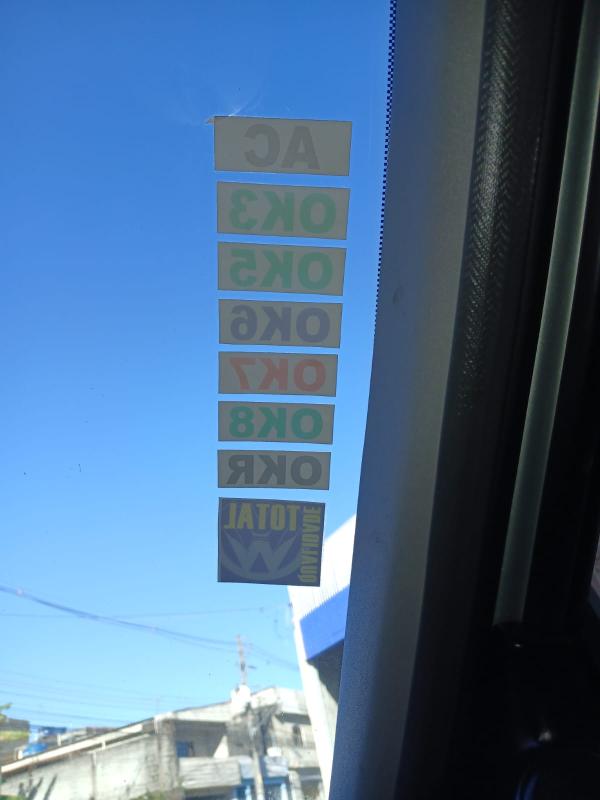 AC
OK3
OK5
OK6
OK7
OK8
OKR
TOTAL
QUALIDADE